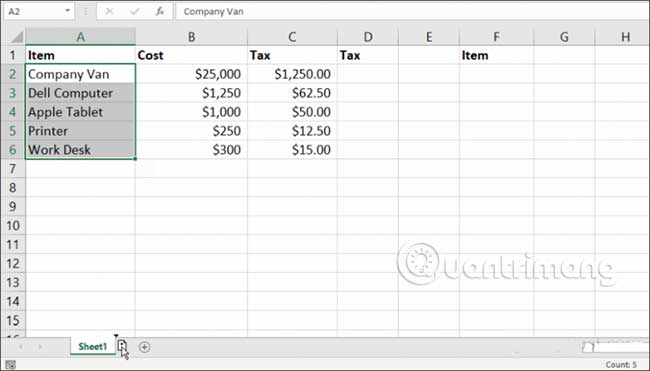 A2 fx Company Van
A B C D E F G H
1 Item Cost Tax Tax Item
2 Company Van $25,000 $1,250.00
3 Dell Computer $1,250 $62.50
4 Apple Tablet $1,000 $50.00
5 Printer $250 $12.50
6 Work Desk $300 $15.00
7
8
9
10
11
12
13
14
15
Quantrimang
Sheet1
Count: 5